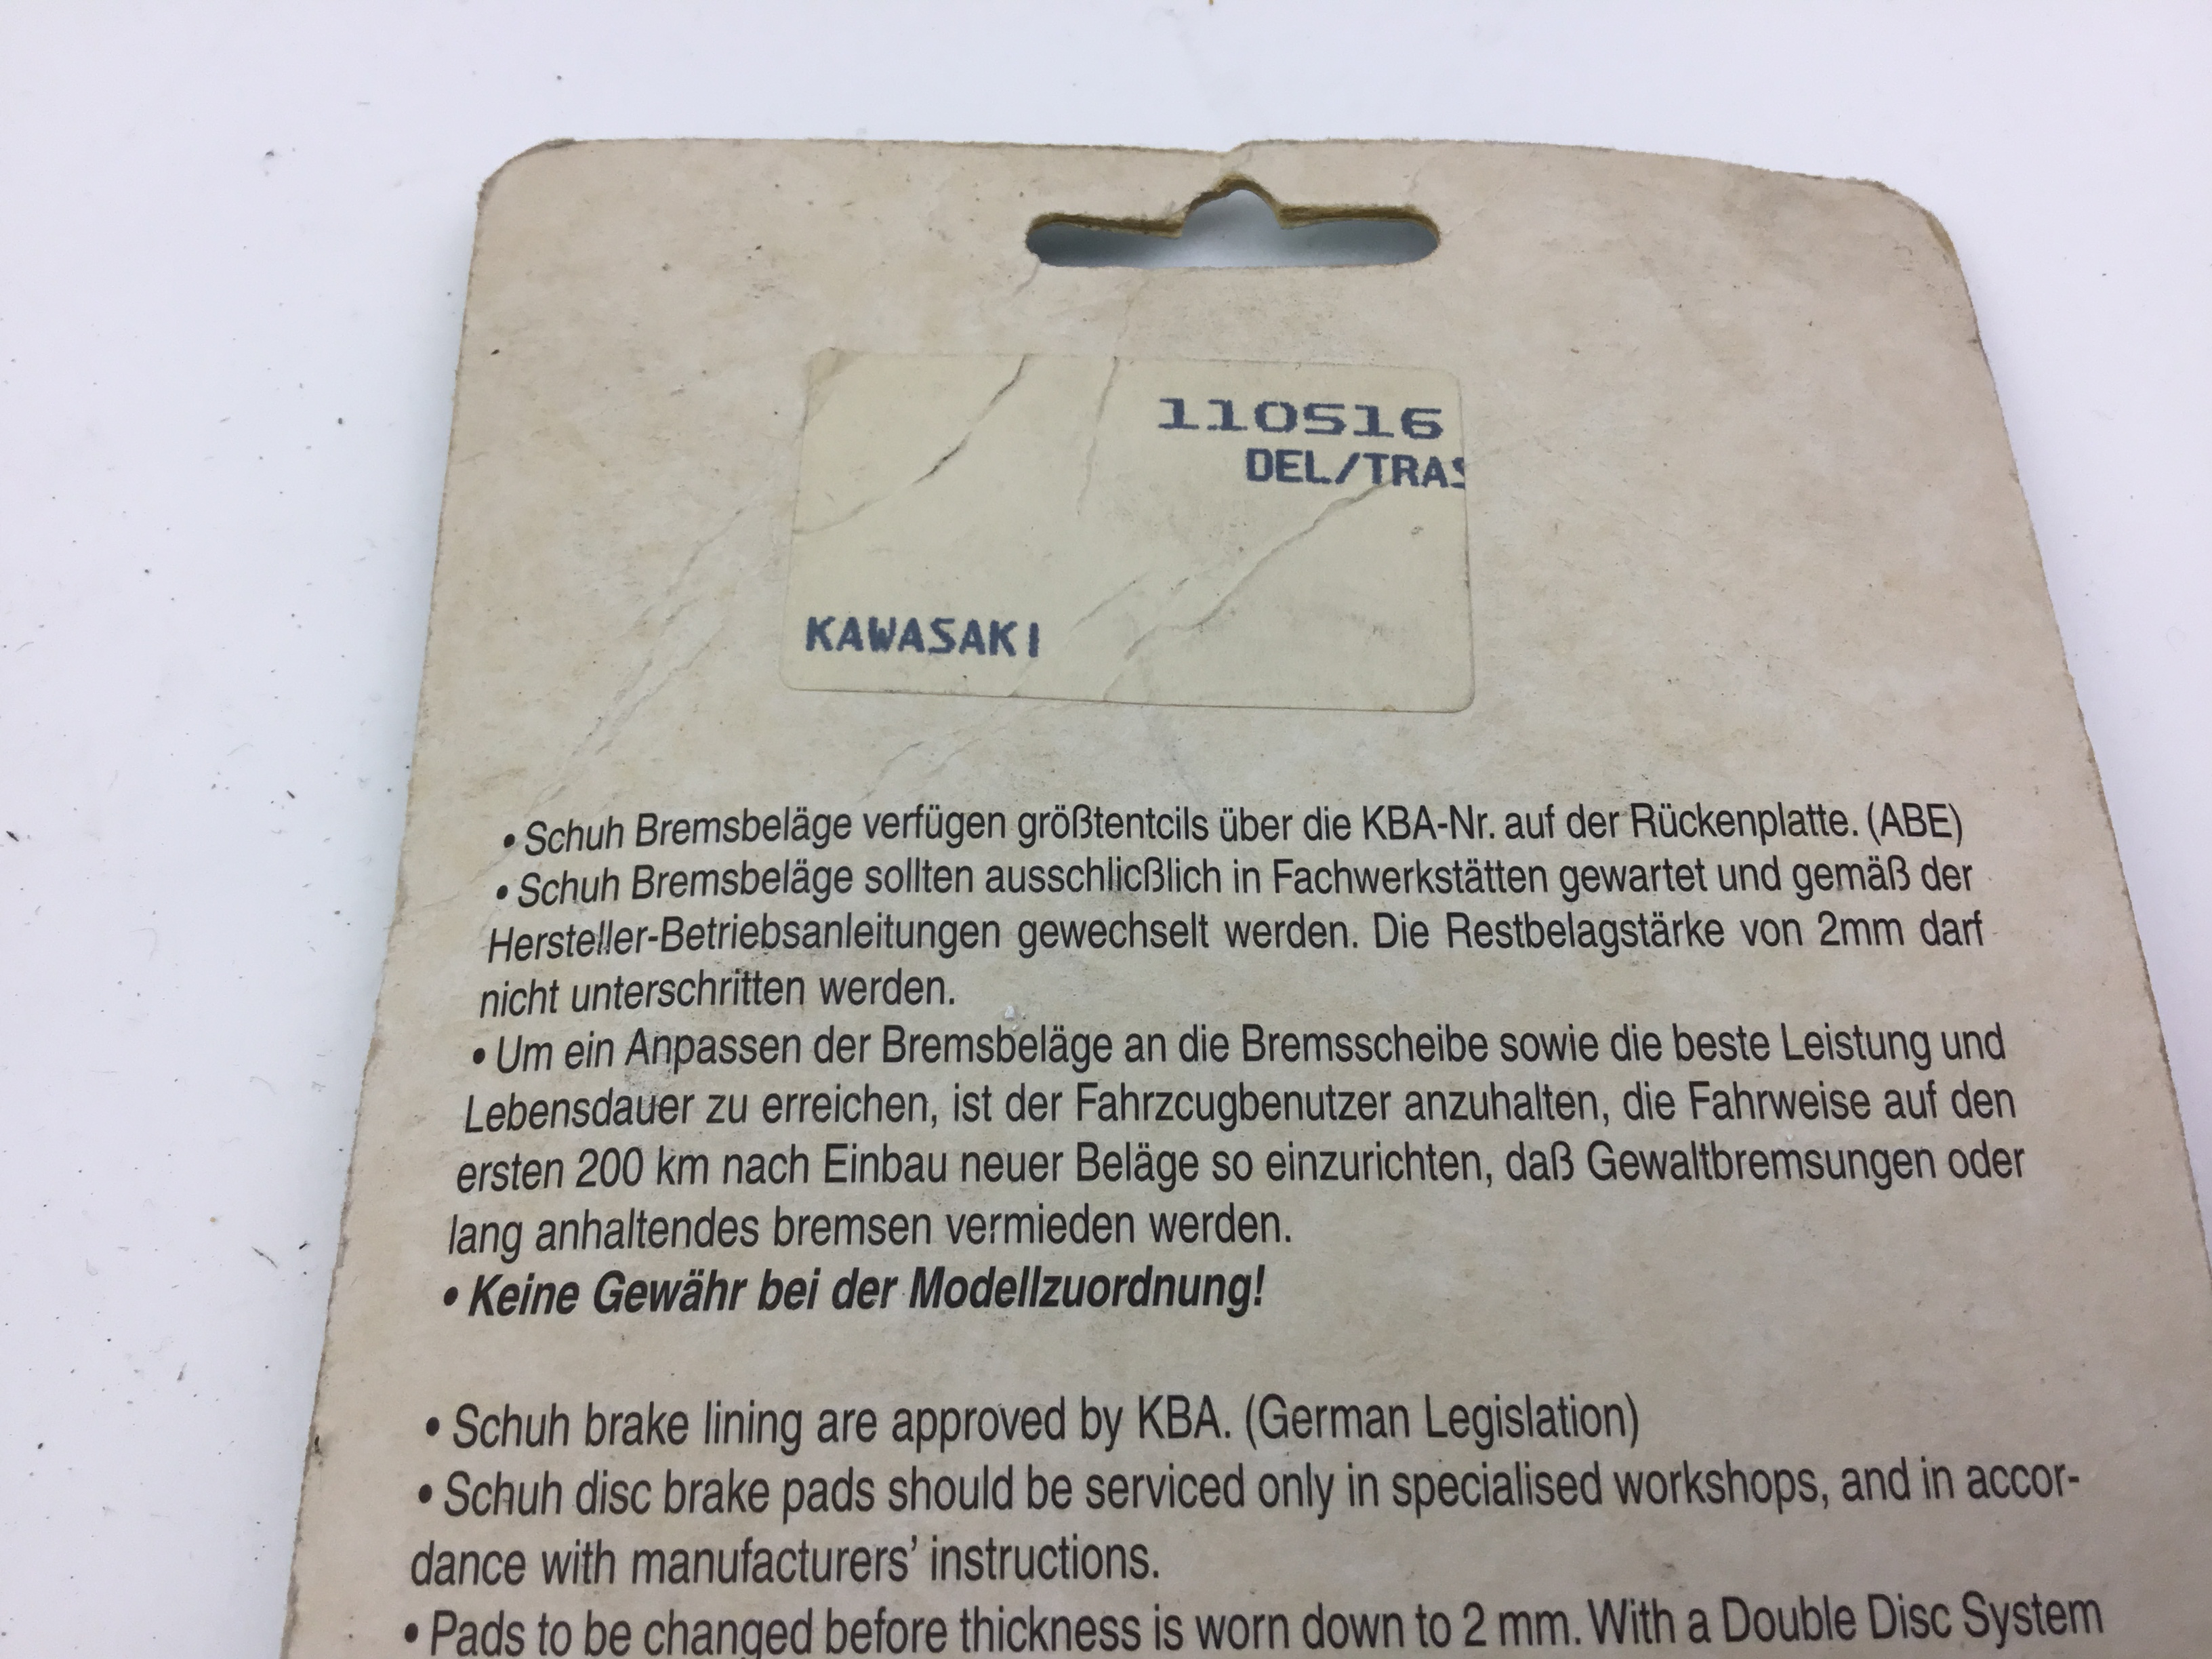 110516
DEL/TRAS
KAWASAKI
• Schuh Bremsbeläge verfügen größtentcils über die KBA-Nr. auf der Rückenplatte. (ABE)
• Schuh Bremsbeläge sollten ausschlicßlich in Fachwerkstätten gewartet und gemäß der
Hersteller-Betriebsanleitungen gewechselt werden. Die Restbelagstärke von 2mm darf
nicht unterschritten werden.
• Um ein Anpassen der Bremsbeläge an die Bremsscheibe sowie die beste Leistung und
Lebensdauer zu erreichen, ist der Fahrzcugbenutzer anzuhalten, die Fahrweise auf den
ersten 200 km nach Einbau neuer Beläge so einzurichten, daß Gewaltbremsungen oder
lang anhaltendes bremsen vermieden werden.
• Keine Gewähr bei der Modellzuordnung!
• Schuh brake lining are approved by KBA. (German Legislation)
• Schuh disc brake pads should be serviced only in specialised workshops, and in accor-
dance with manufacturers' instructions.
• Pads to be changed before thickness is worn down to 2 mm. With a Double Disc System